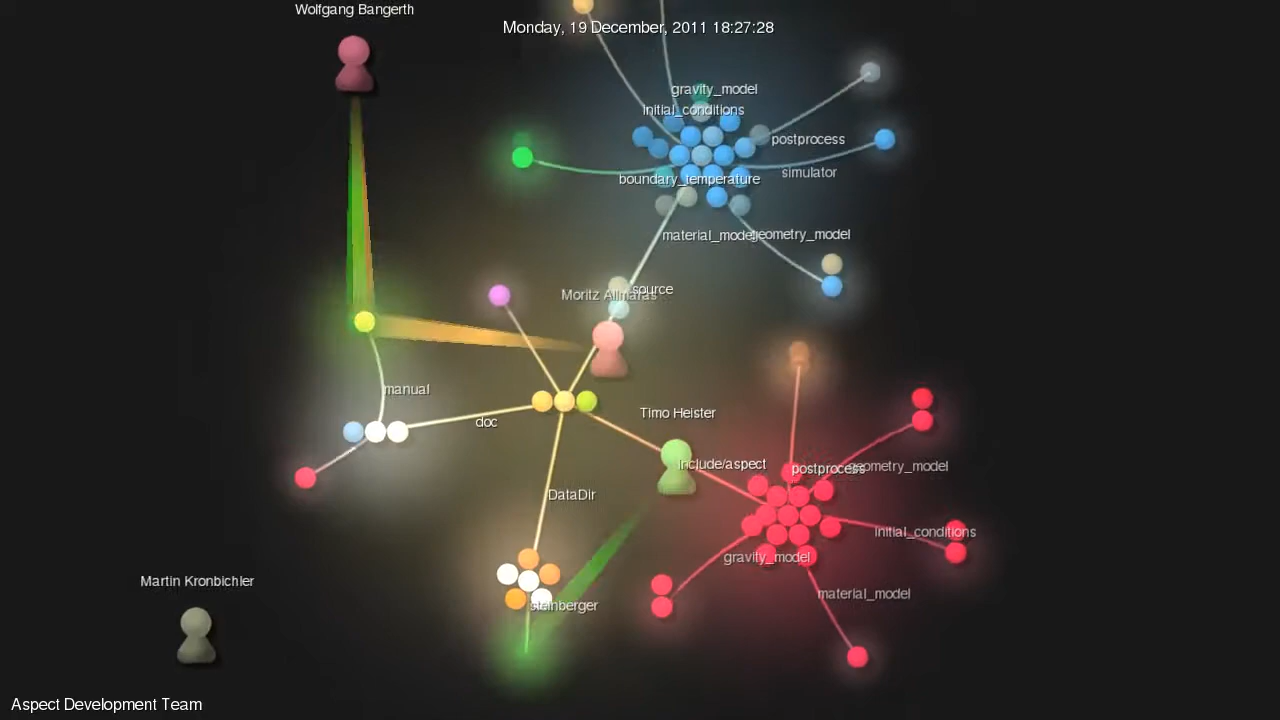 Wolfgang Bangerth
Monday, 19 December, 2011 18:27:28
gravity_model
initial_conditions
postprocess
simulator
boundary_temperature
material_model
geometry_model
source
Moritz Allmaras
manual
Timo Heister
doc
include/aspect
postprocess
geometry_model
DataDir
initial_conditions
gravity_model
Martin Kronbichler
material_model
steinberger
Aspect Development Team